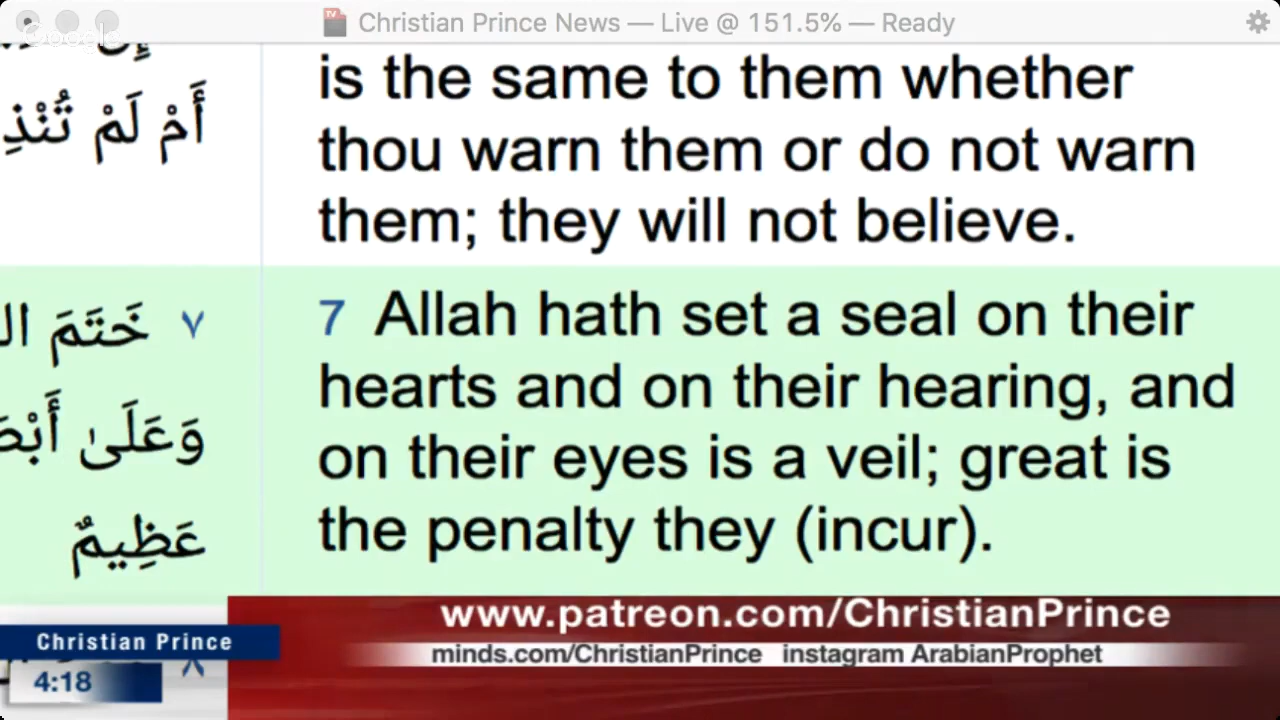 Christian Prince News — Live @ 151.5% — Ready
Google
is the same to them whether
thou warn them or do not warn
them; they will not believe.
أَمْ لَمْ
7 Allah hath set a seal on their
hearts and on their hearing, and
on their eyes is a veil; great is
the penalty they (incur).
٧ خَتَمَ
وَعَلَىٰ
عَظِيمٌ
www.patreon.com/ChristianPrince
minds.com/ChristianPrince instagram ArabianProphet
Christian Prince
4:18
٨